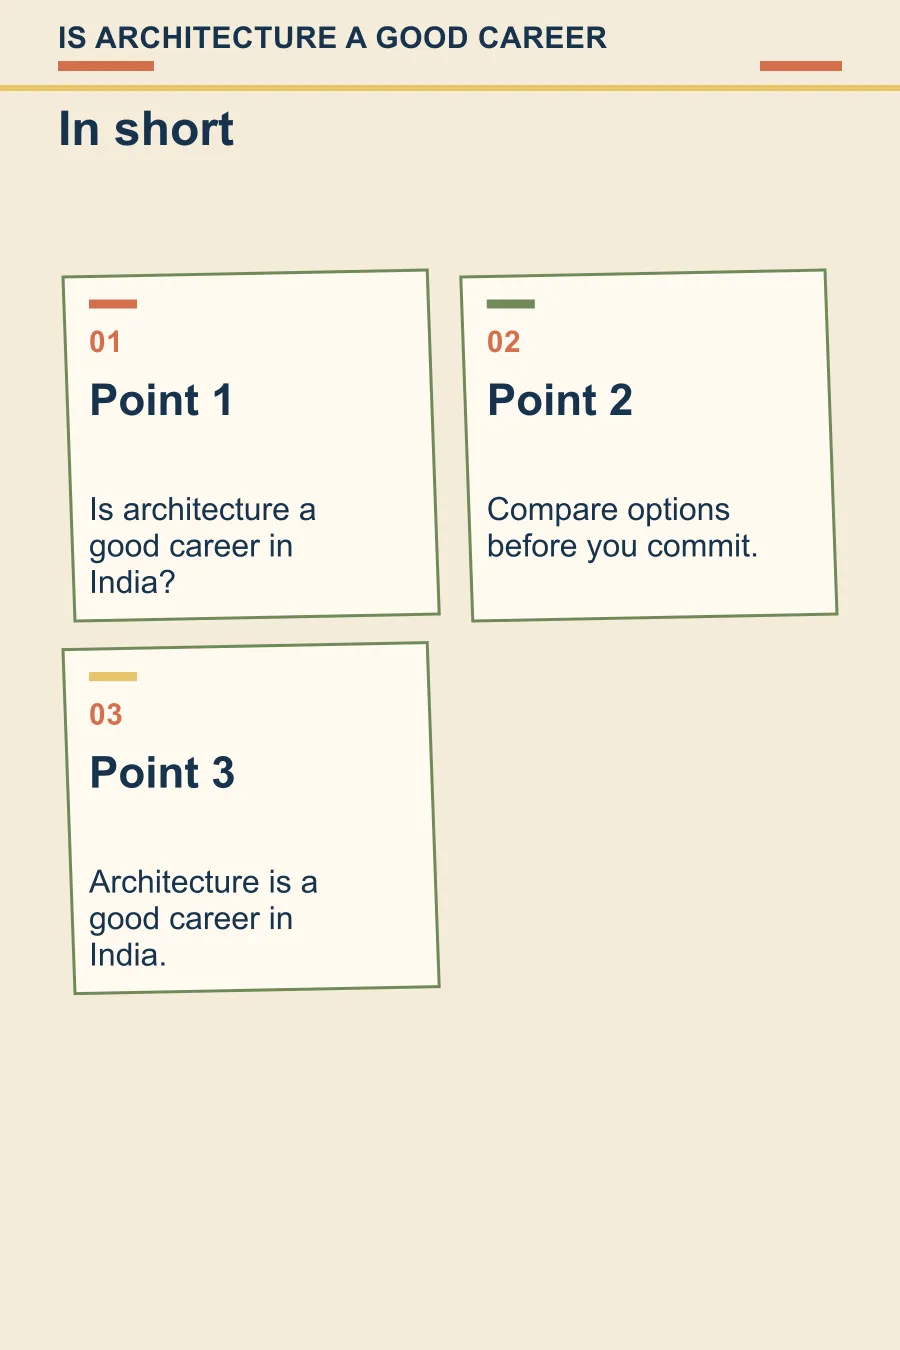 IS ARCHITECTURE A GOOD CAREER
In short
01
Point 1
Is architecture a
good career in
India?
02
Point 2
Compare options
before you commit.
03
Point 3
Architecture is a
good career in
India.